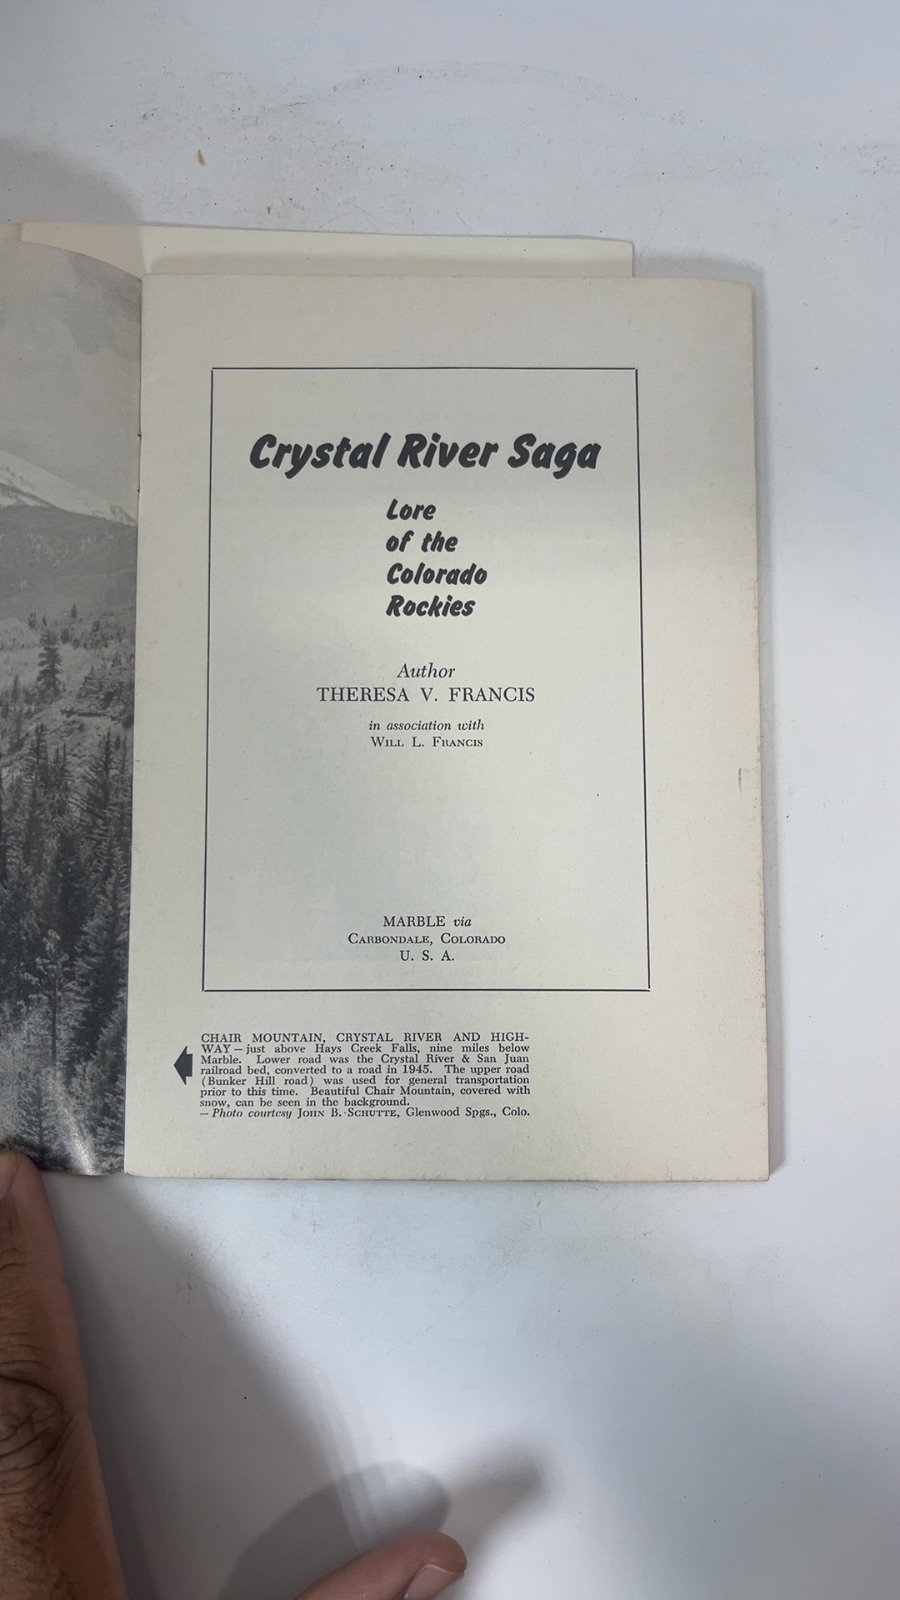 Crystal River Saga
Lore
of the
Colorado
Rockies
Author
THERESA V. FRANCIS
in association with
WILL L. FRANCIS
MARBLE via
CARBONDALE, COLORADO
U. S. A.
CHAIR MOUNTAIN, CRYSTAL RIVER AND HIGH-
WAY – just above Hays Creek Falls, nine miles below
Marble. Lower road was the Crystal River & San Juan
railroad bed, converted to a road in 1945. The upper road
(Bunker Hill road) was used for general transportation
prior to this time. Beautiful Chair Mountain, covered with
snow, can be seen in the background.
– Photo courtesy JOHN B. SCHUTTE, Glenwood Spgs., Colo.